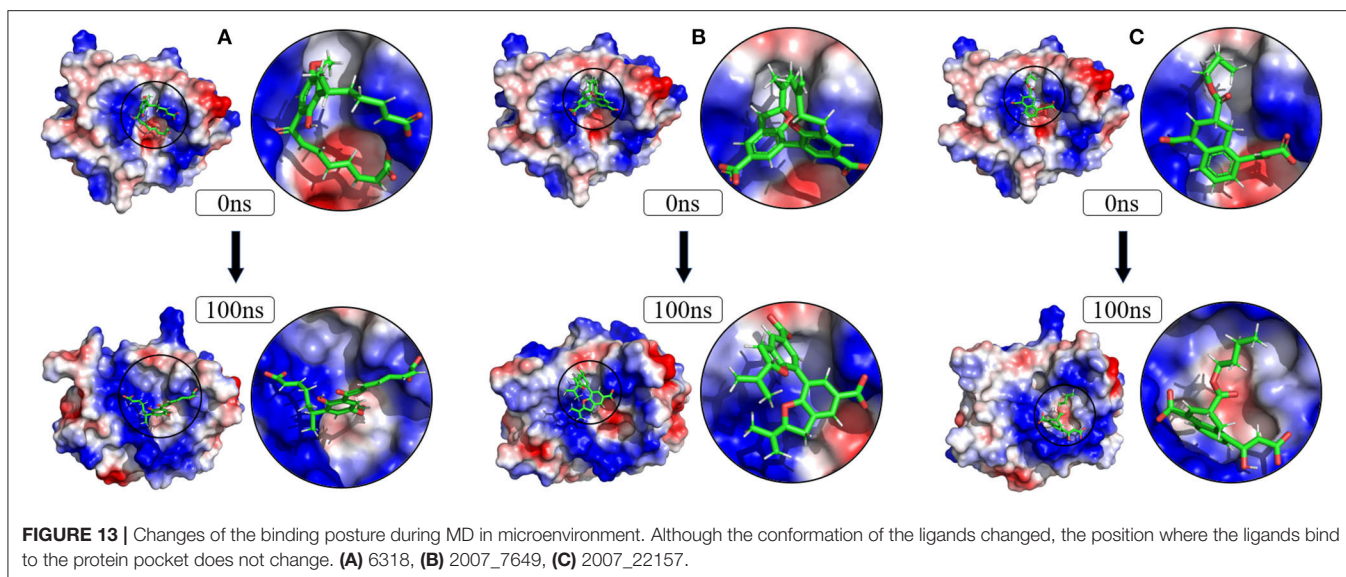 A
B
C
0ns
0ns
0ns
100ns
100ns
100ns
FIGURE 13 | Changes of the binding posture during MD in microenvironment. Although the conformation of the ligands changed, the position where the ligands bind
to the protein pocket does not change. (A) 6318, (B) 2007_7649, (C) 2007_22157.